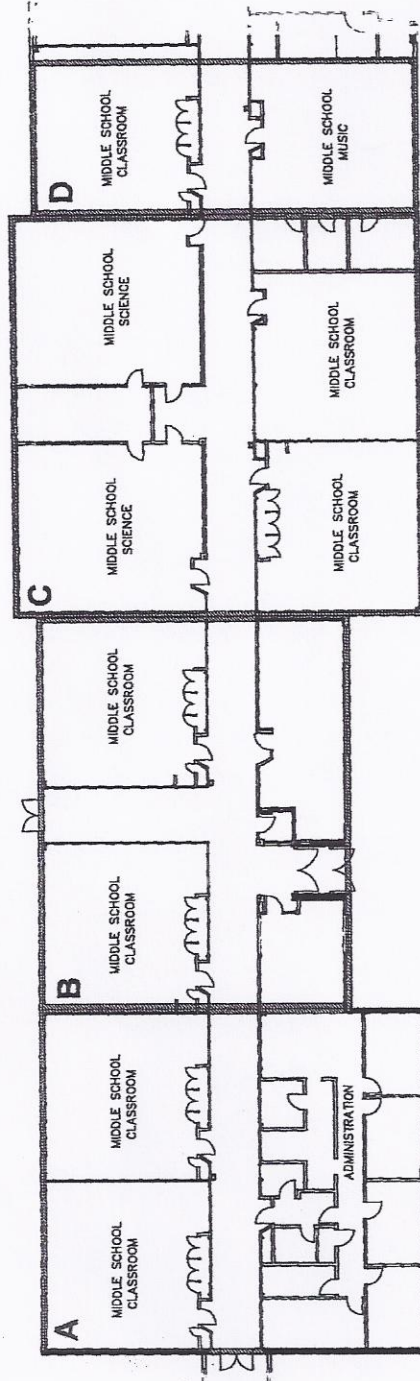 A
MIDDLE SCHOOL
CLASSROOM
MIDDLE SCHOOL
CLASSROOM
ADMINISTRATION
B
MIDDLE SCHOOL
CLASSROOM
MIDDLE SCHOOL
CLASSROOM
C
MIDDLE SCHOOL
SCIENCE
MIDDLE SCHOOL
SCIENCE
MIDDLE SCHOOL
CLASSROOM
MIDDLE SCHOOL
CLASSROOM
D
MIDDLE SCHOOL
CLASSROOM
MIDDLE SCHOOL
MUSIC